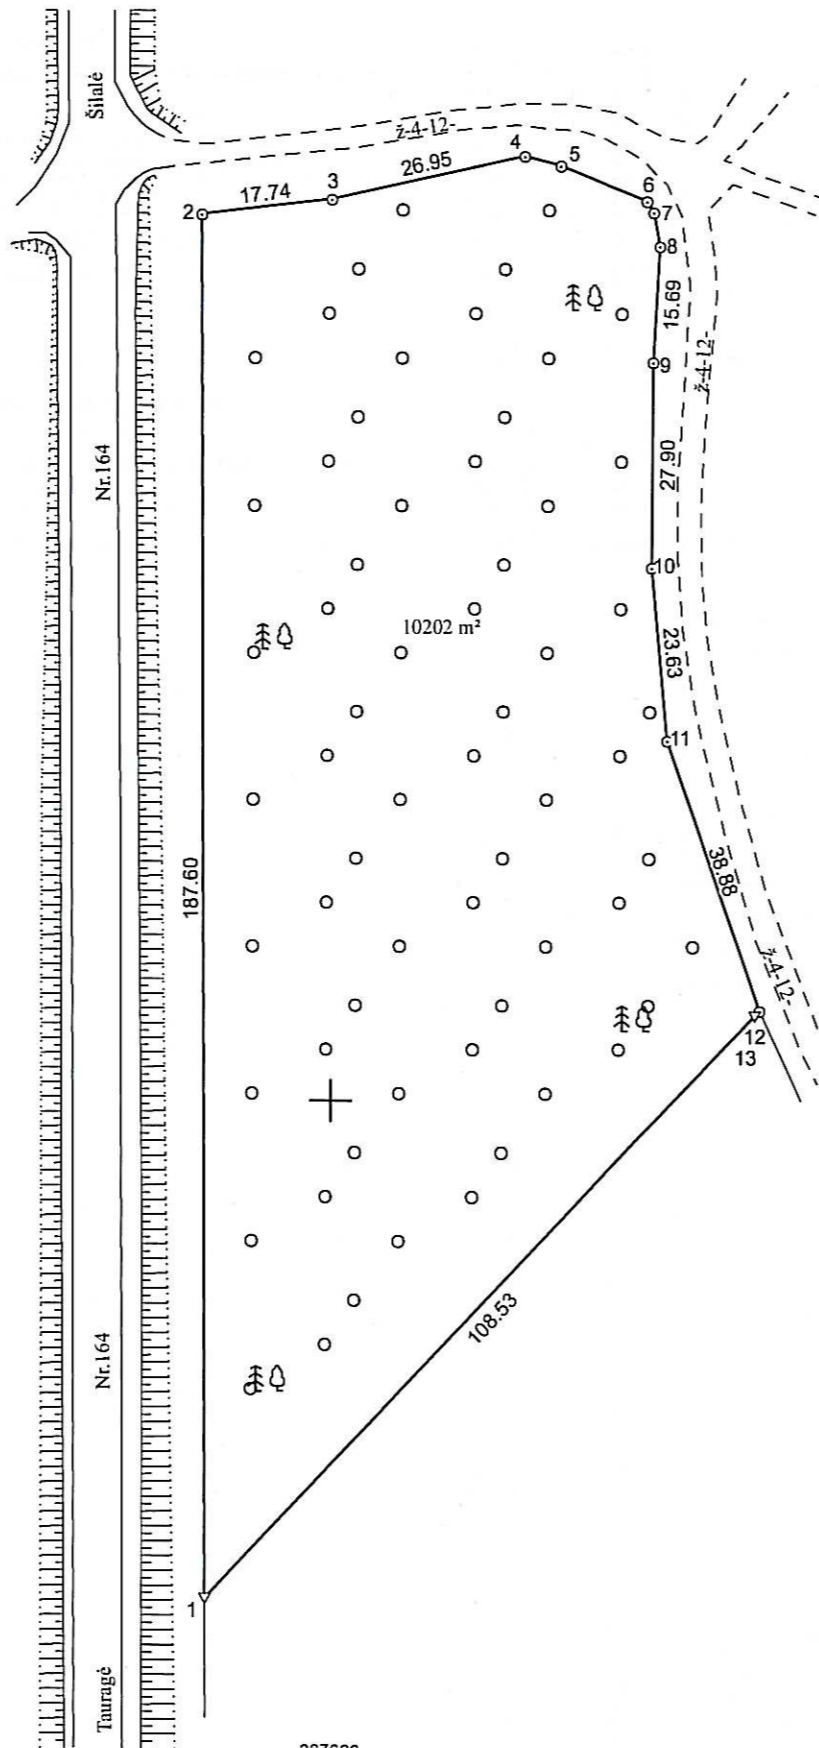 Šilalė
ž-4-12-
4
5
26.95
3
17.74
2
6
7
8
15.69
9
ž-4-12-
Nr.164
27.90
10
10202 m²
23.63
11
187.60
38.88
ž-4-12-
12
13
108.53
Nr.164
1
Tauragė